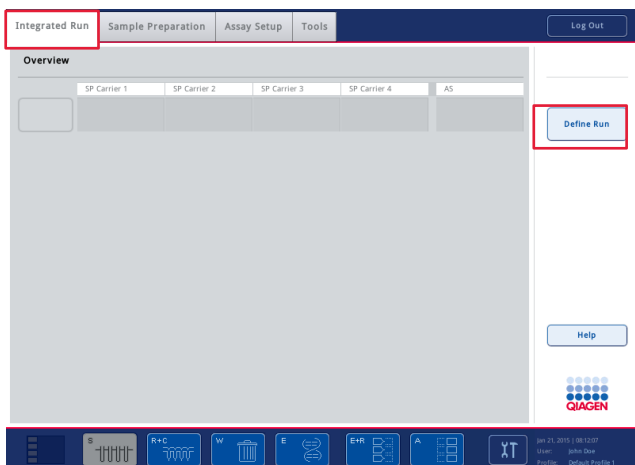 Integrated Run Sample Preparation Assay Setup Tools Log Out
Overview
SP Carrier 1 SP Carrier 2 SP Carrier 3 SP Carrier 4 AS
Define Run
Help
QIAGEN
S R+C W E E+R A
Jan 21, 2015 | 08:12:07
User: John Doe
Profile: Default Profile 1